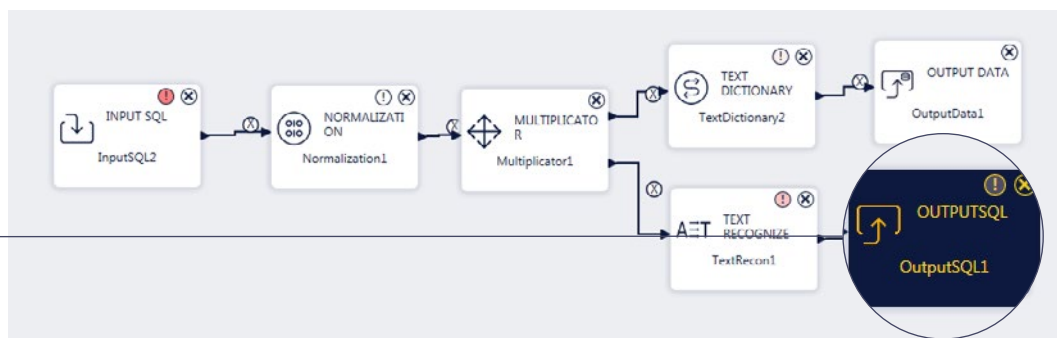 INPUT SQL
InputSQL2
NORMALIZATI
ON
Normalization1
MULTIPLICATO
R
Multiplicator1
TEXT
DICTIONARY
TextDictionary2
OUTPUT DATA
OutputData1
TEXT
RECOGNIZE
TextRecon1
OUTPUTSQL
OutputSQL1